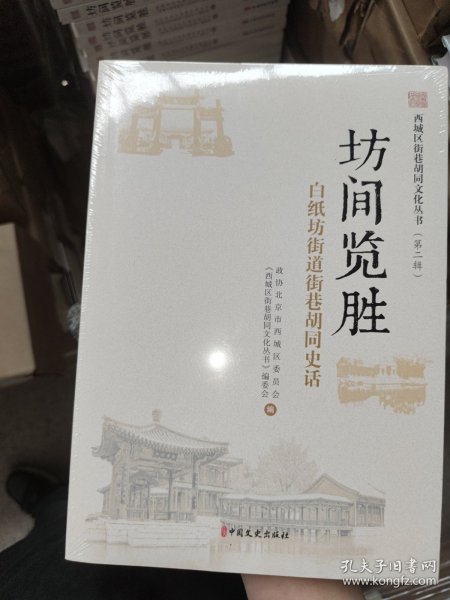 西城区街巷胡同文化丛书（第二辑）
坊间览胜
白纸坊街道街巷胡同史话
政协北京市西城区委员会
《西城区街巷胡同文化丛书》编委会
编
中国文史出版社
孔夫子旧书网
www.kongfz.com